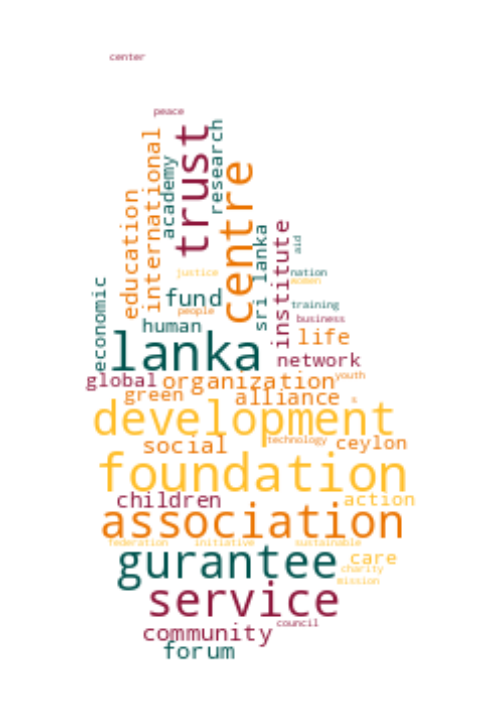 center
peace
trust
research
international
academy
centre
education
institute
sri lanka
aid
justice
nation
women
economic
fund
training
people
human
business
lanka
life
network
global
organization
youth
green
alliance
s
development
social
technology
ceylon
foundation
children
action
association
federation
initiative
sustainable
gurantee
care
charity
mission
service
council
community
forum